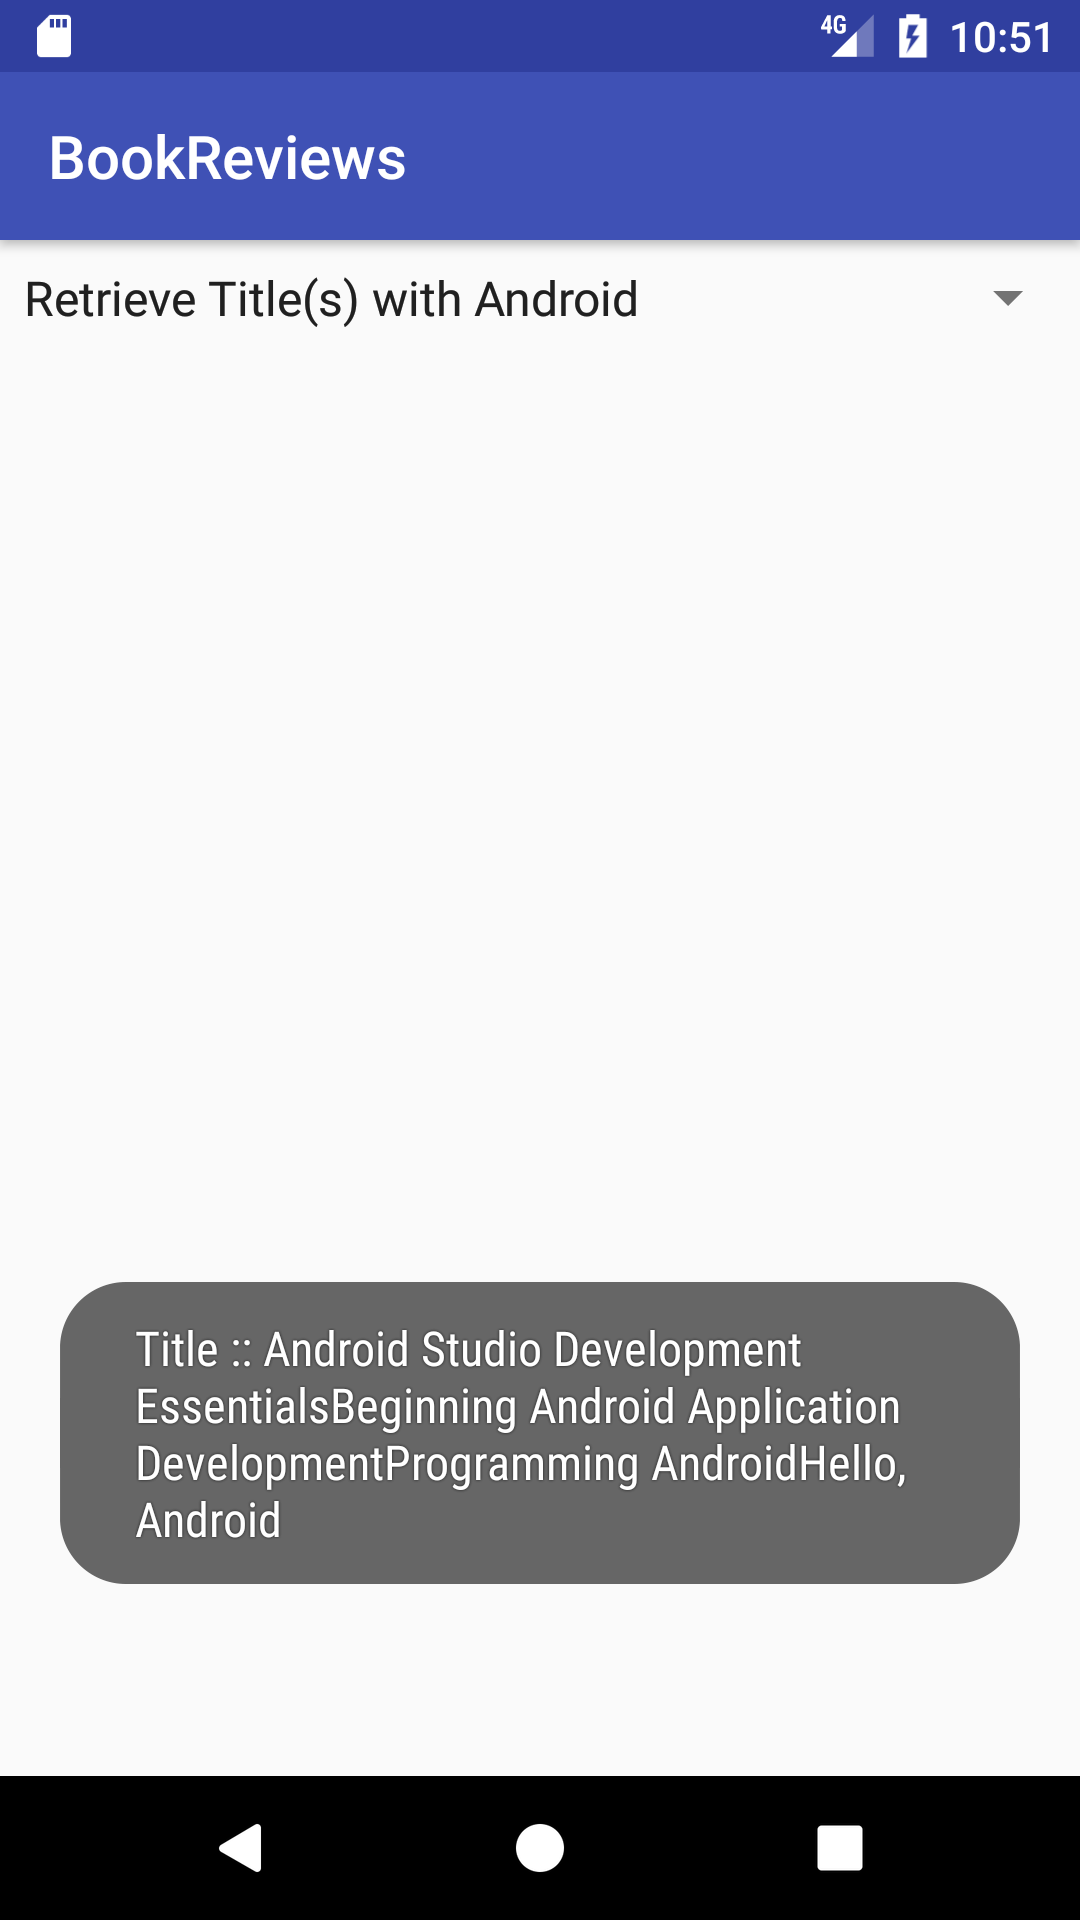 4G 10:51
BookReviews
Retrieve Title(s) with Android
Title :: Android Studio Development
EssentialsBeginning Android Application
DevelopmentProgramming AndroidHello,
Android